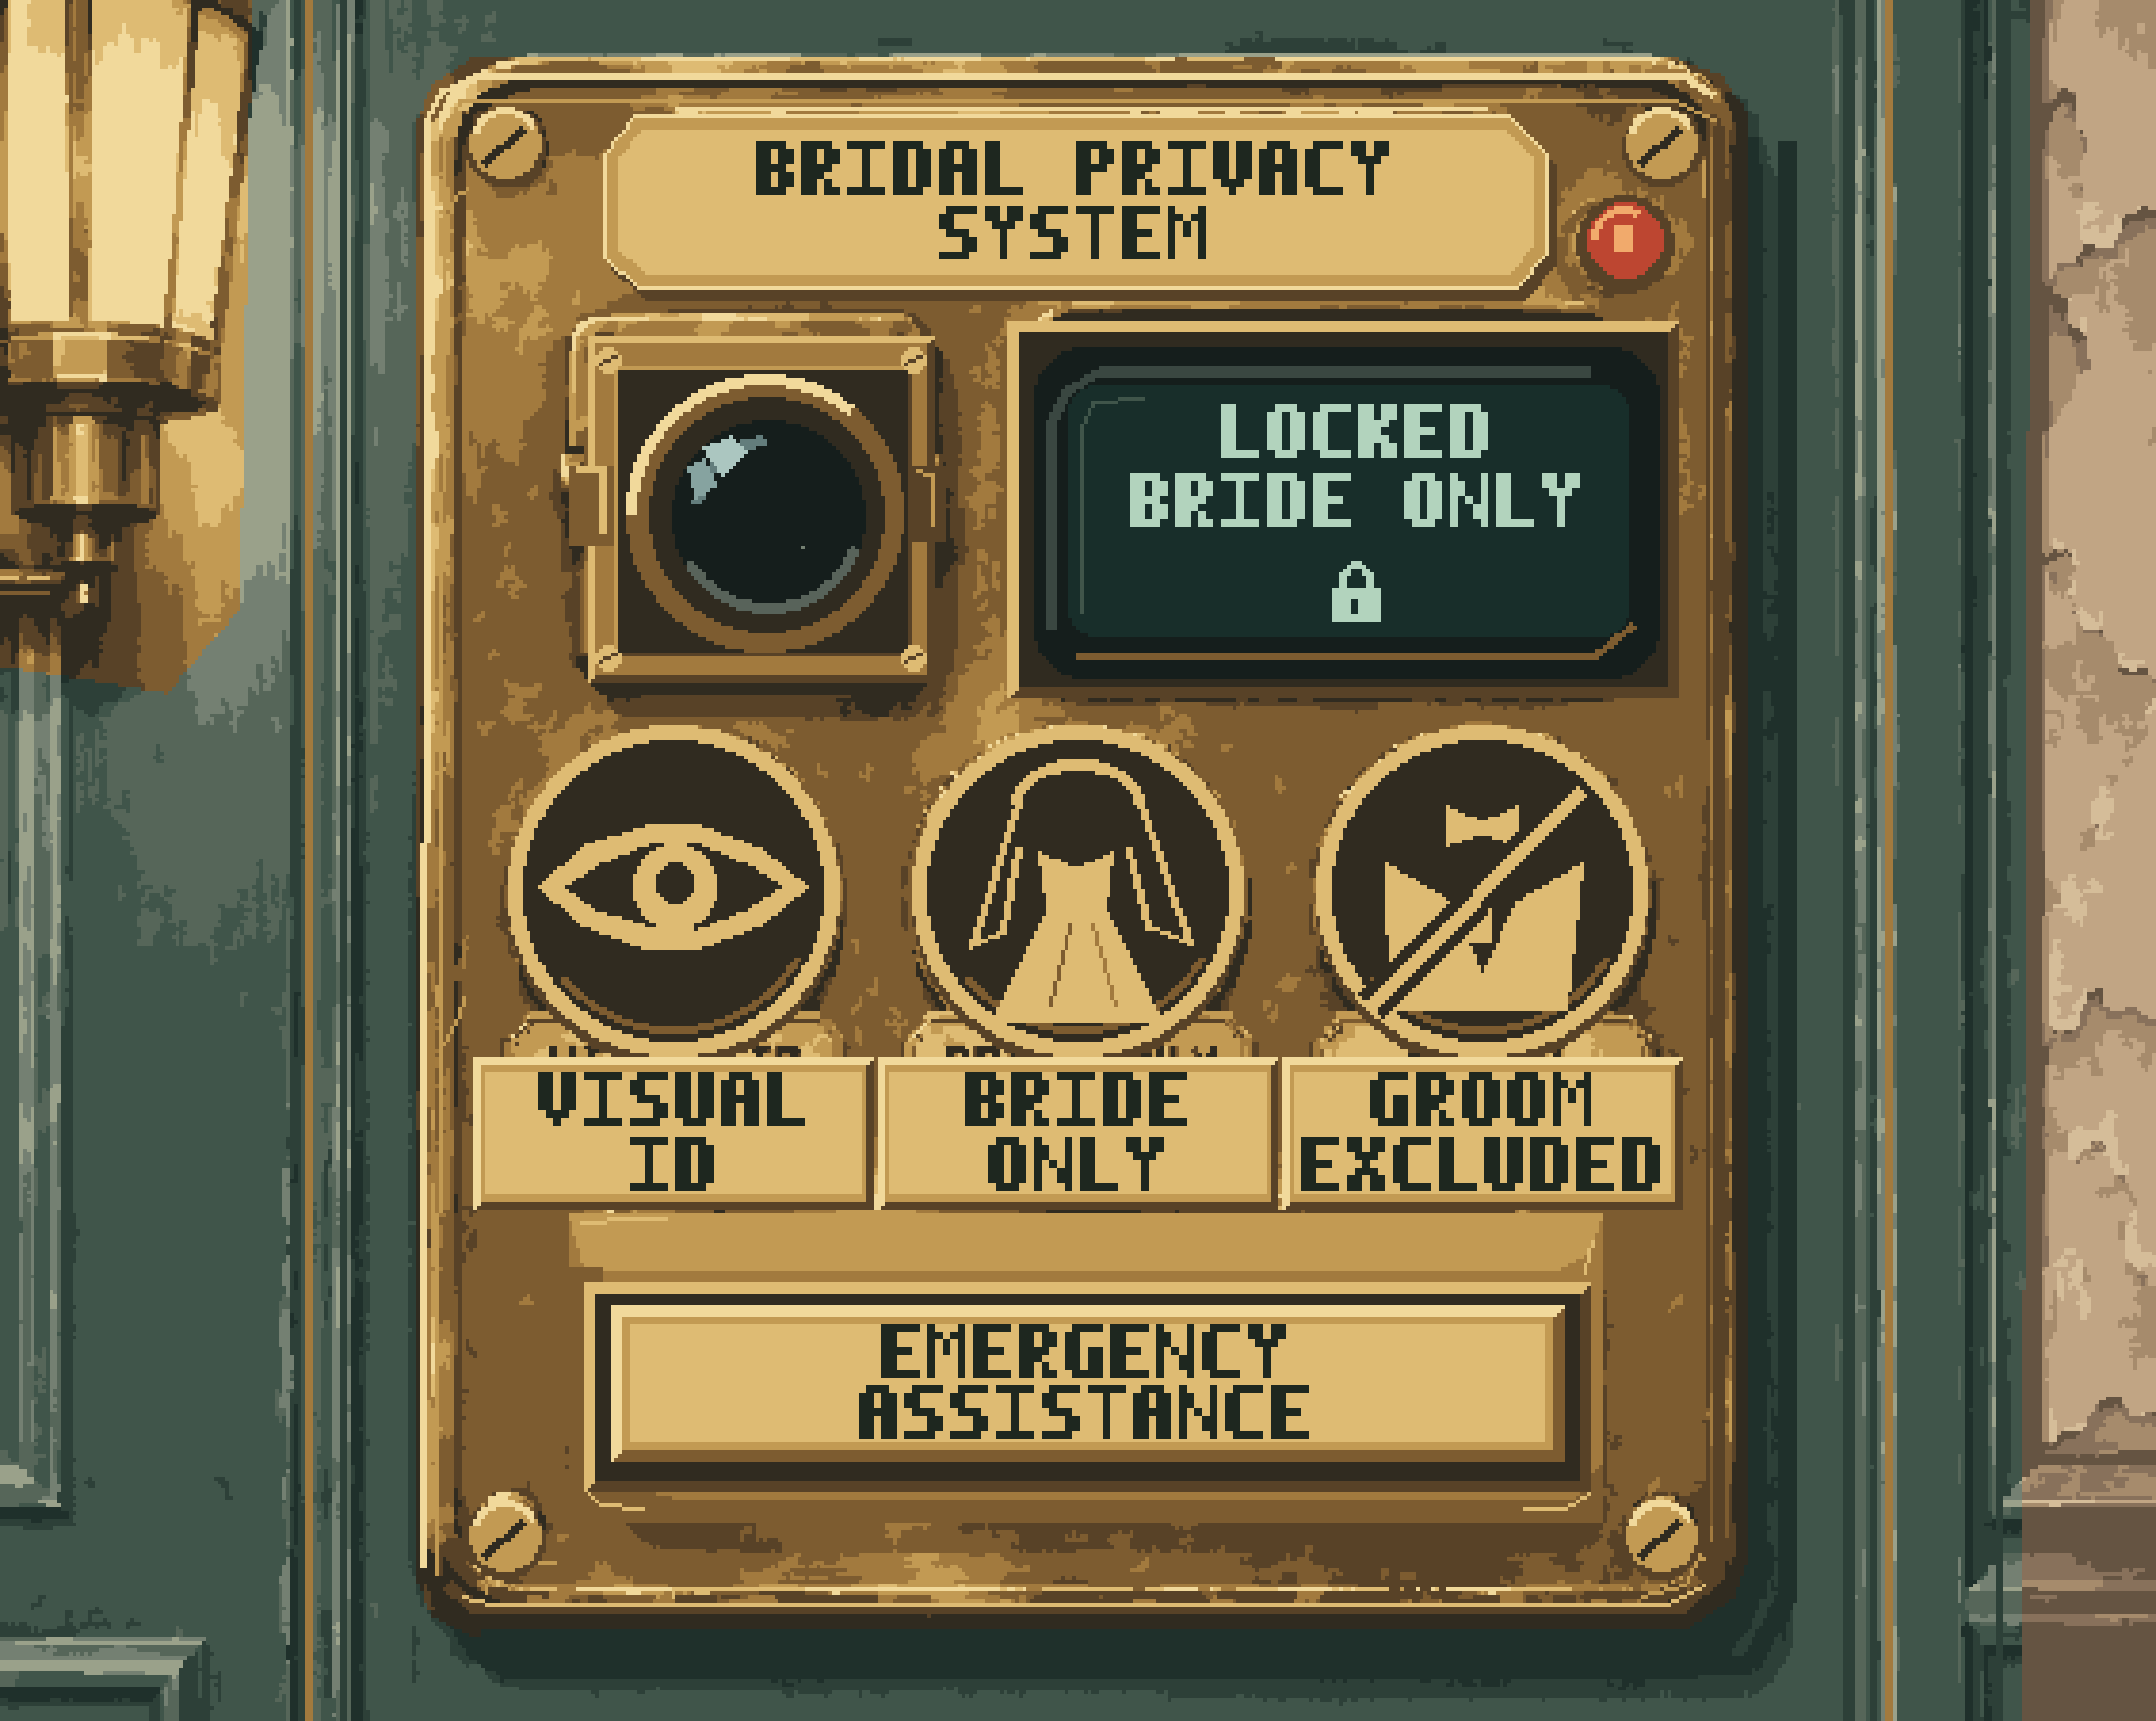 BRIDAL PRIVACY
SYSTEM
LOCKED
BRIDE ONLY
VISUAL
ID
BRIDE
ONLY
GROOM
EXCLUDED
EMERGENCY
ASSISTANCE